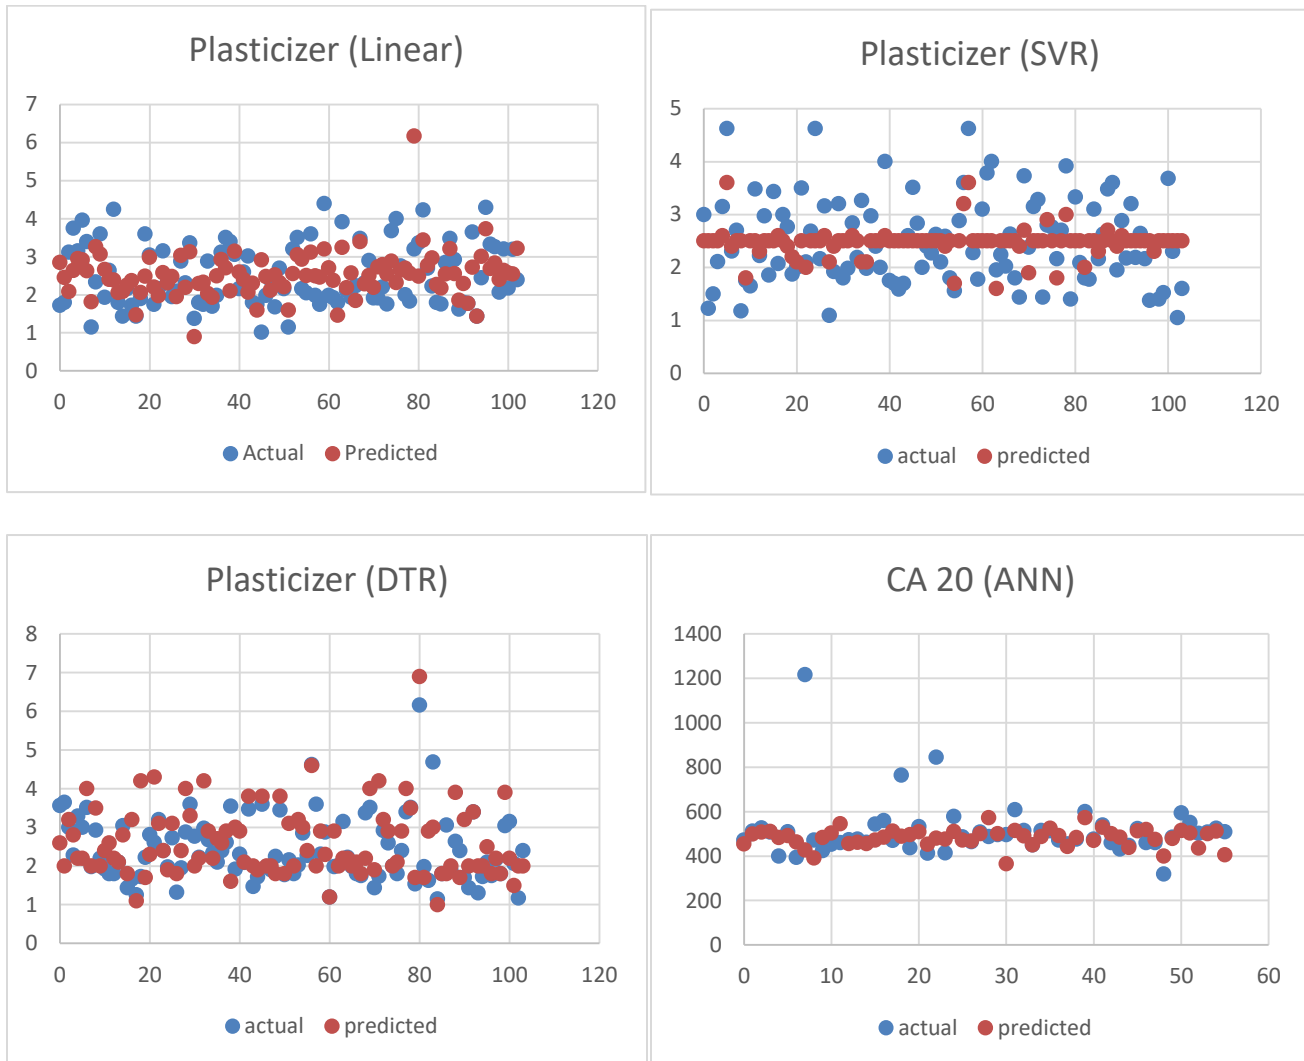 Plasticizer (Linear)
7
6
5
4
3
2
1
0
0 20 40 60 80 100 120
Actual Predicted
Plasticizer (SVR)
5
4
3
2
1
0
0 20 40 60 80 100 120
actual predicted
Plasticizer (DTR)
8
7
6
5
4
3
2
1
0
0 20 40 60 80 100 120
actual predicted
CA 20 (ANN)
1400
1200
1000
800
600
400
200
0
0 10 20 30 40 50 60
actual predicted